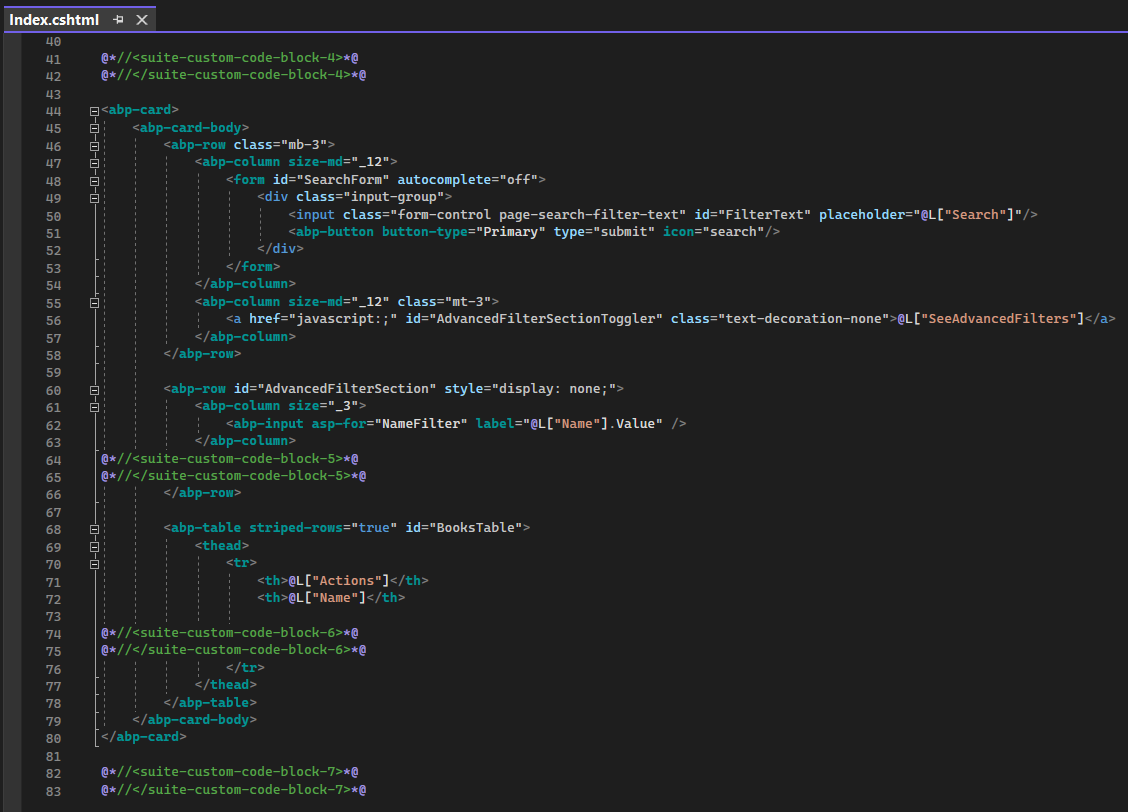 Index.cshtml
40
41 @*//<suite-custom-code-block-4>*@
42 @*//</suite-custom-code-block-4>*@
43
44 <abp-card>
45     <abp-card-body>
46         <abp-row class="mb-3">
47             <abp-column size-md="_12">
48                 <form id="SearchForm" autocomplete="off">
49                     <div class="input-group">
50                         <input class="form-control page-search-filter-text" id="FilterText" placeholder="@L["Search"]"/>
51                         <abp-button button-type="Primary" type="submit" icon="search"/>
52                     </div>
53                 </form>
54             </abp-column>
55             <abp-column size-md="_12" class="mt-3">
56                 <a href="javascript:;" id="AdvancedFilterSectionToggler" class="text-decoration-none">@L["SeeAdvancedFilters"]</a>
57             </abp-column>
58         </abp-row>
59
60         <abp-row id="AdvancedFilterSection" style="display: none;">
61             <abp-column size="_3">
62                 <abp-input asp-for="NameFilter" label="@L["Name"].Value" />
63             </abp-column>
64 @*//<suite-custom-code-block-5>*@
65 @*//</suite-custom-code-block-5>*@
66         </abp-row>
67
68         <abp-table striped-rows="true" id="BooksTable">
69             <thead>
70                 <tr>
71                     <th>@L["Actions"]</th>
72                     <th>@L["Name"]</th>
73
74 @*//<suite-custom-code-block-6>*@
75 @*//</suite-custom-code-block-6>*@
76                 </tr>
77             </thead>
78         </abp-table>
79     </abp-card-body>
80 </abp-card>
81
82 @*//<suite-custom-code-block-7>*@
83 @*//</suite-custom-code-block-7>*@